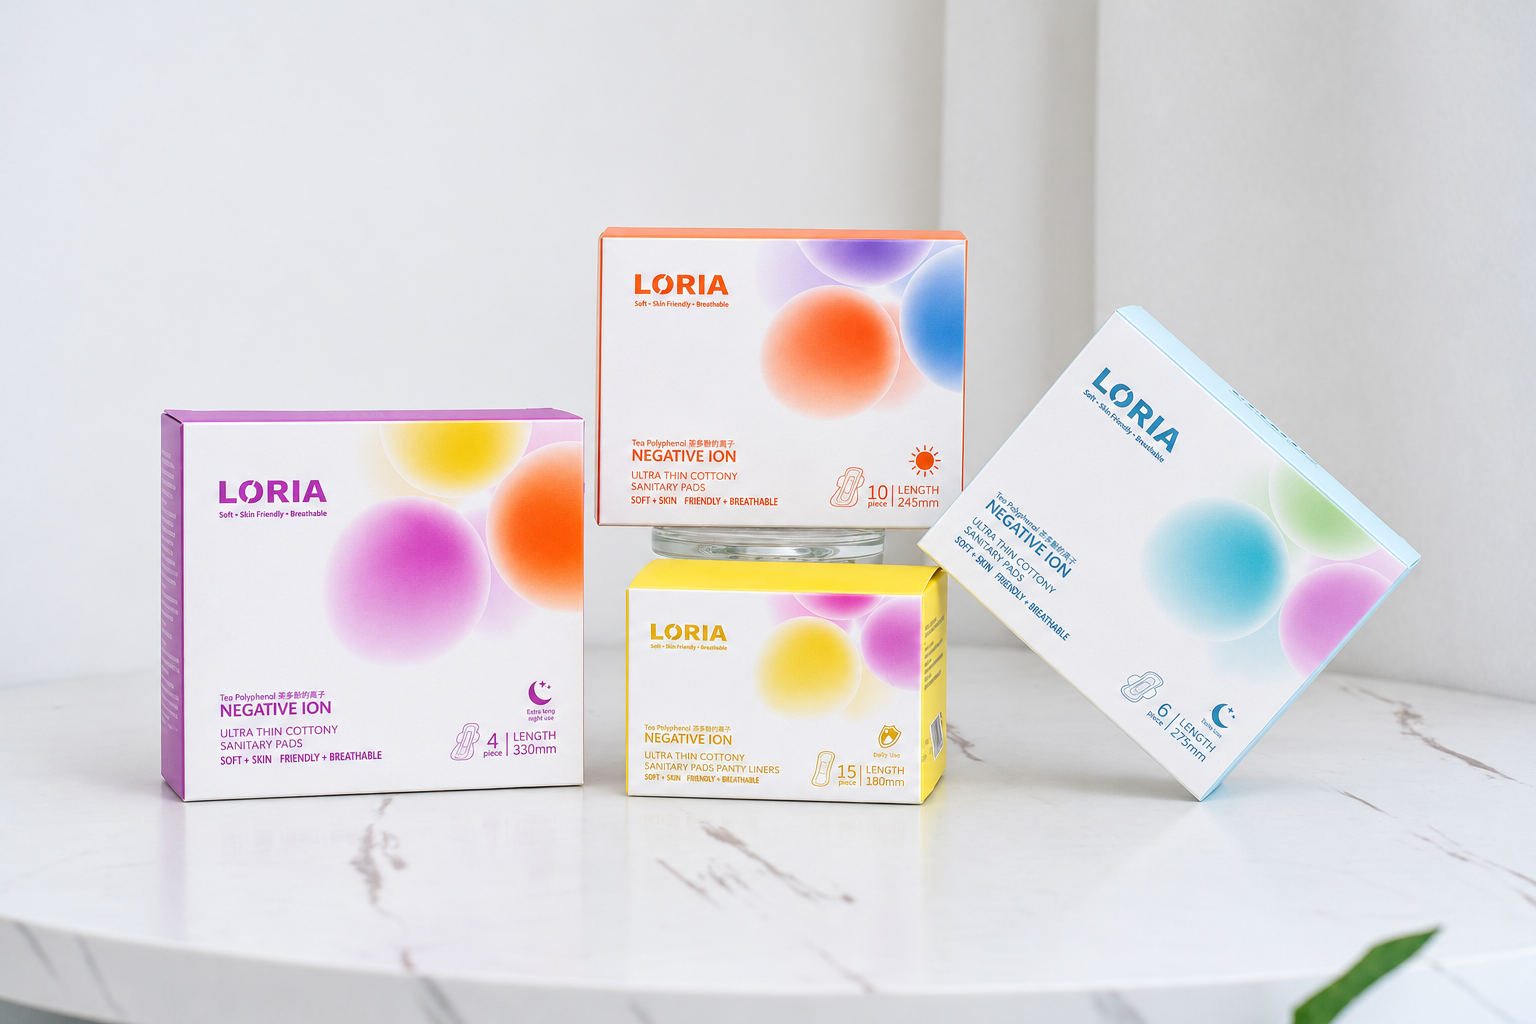 LORIA
Soft • Skin Friendly • Breathable
Tea Polyphenol 茶多酚的离子
NEGATIVE ION
ULTRA THIN COTTONY
SANITARY PADS
SOFT + SKIN FRIENDLY + BREATHABLE
Extra long
night use
4
piece
LENGTH
330mm
LORIA
Soft • Skin Friendly • Breathable
Tea Polyphenol 茶多酚的离子
NEGATIVE ION
ULTRA THIN COTTONY
SANITARY PADS
SOFT + SKIN FRIENDLY + BREATHABLE
10
piece
LENGTH
245mm
LORIA
Soft • Skin Friendly • Breathable
Tea Polyphenol 茶多酚的离子
NEGATIVE ION
ULTRA THIN COTTONY
SANITARY PADS PANTY LINERS
SOFT + SKIN FRIENDLY + BREATHABLE
Daily Use
15
piece
LENGTH
180mm
LORIA
Soft • Skin Friendly • Breathable
Tea Polyphenol 茶多酚的离子
NEGATIVE ION
ULTRA THIN COTTONY
SANITARY PADS
SOFT + SKIN FRIENDLY + BREATHABLE
6
piece
LENGTH
275mm